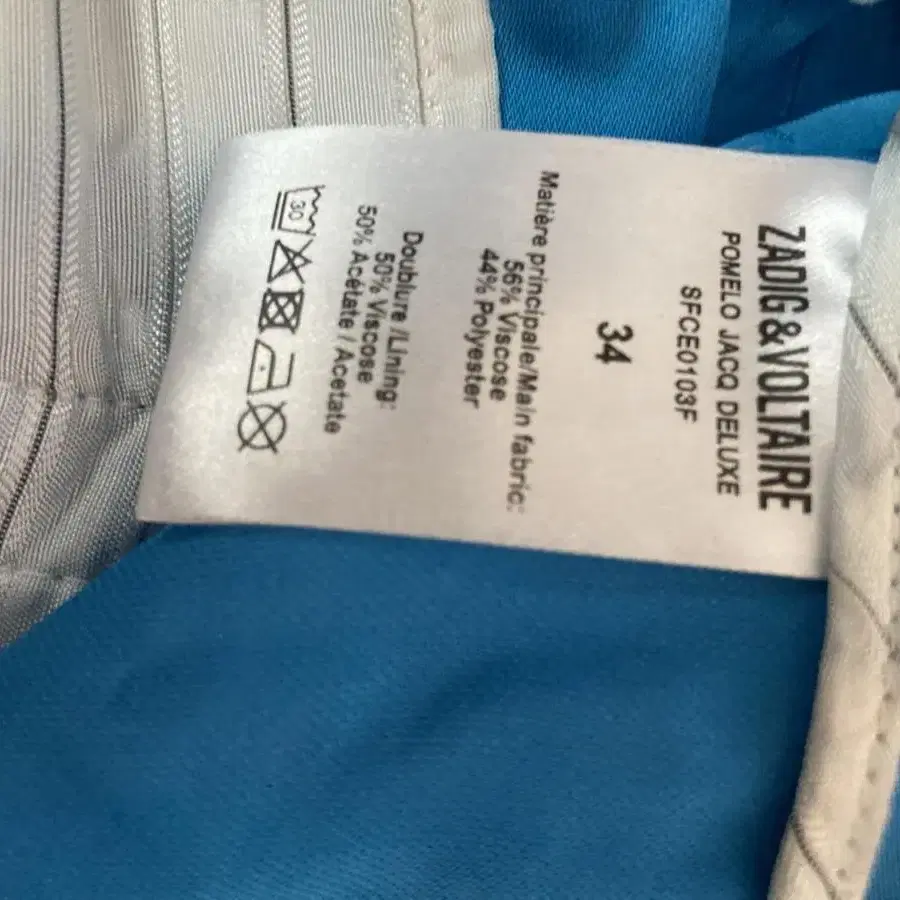 ZADIG & VOLTAIRE
POMELO JACQ DELUXE
SFCE0103F
34
Matière principale/Main fabric:
56% Viscose
44% Polyester
Doublure /Lining:
50% Viscose
50% Acétate / Acetate
30